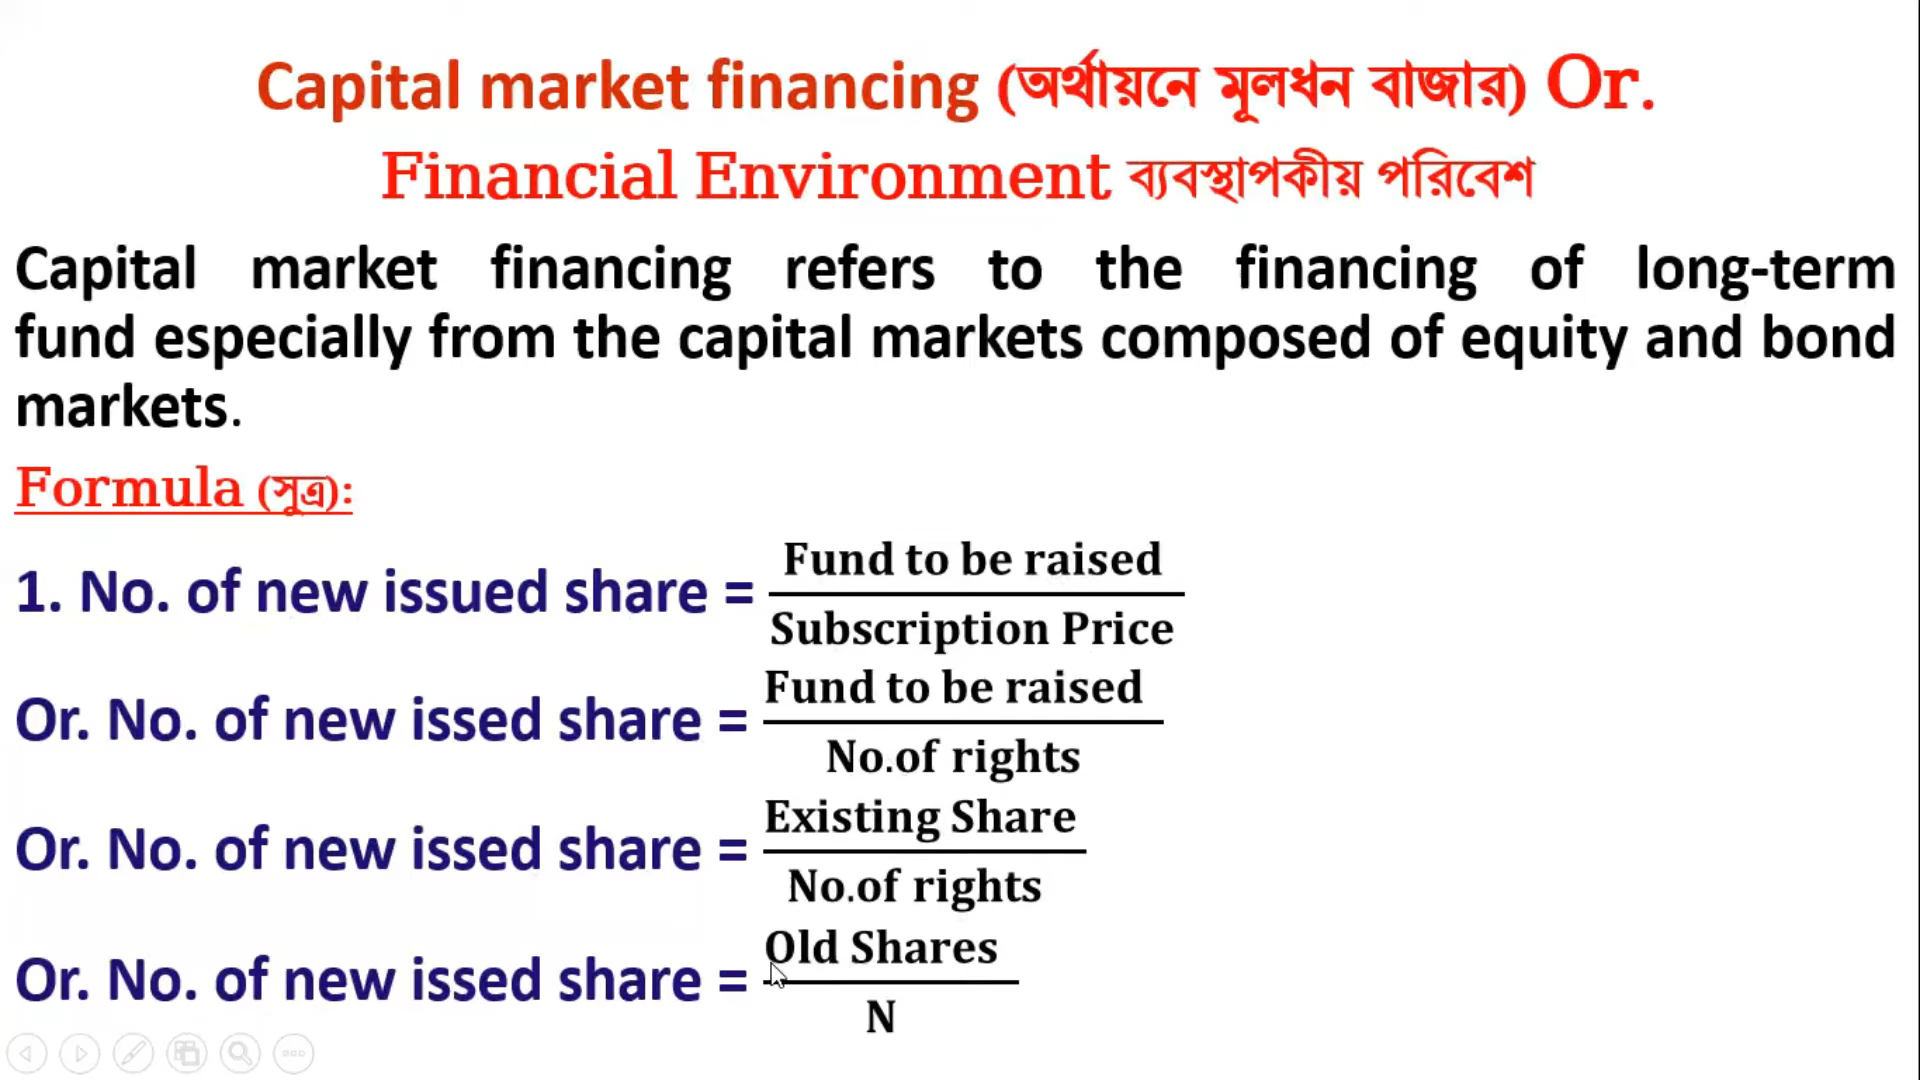 Capital market financing (অর্থায়নে মূলধন বাজার) Or.
Financial Environment ব্যবস্থাপকীয় পরিবেশ
Capital market financing refers to the financing of long-term
fund especially from the capital markets composed of equity and bond
markets.
Formula (সুত্র):
1. No. of new issued share = Fund to be raised / Subscription Price
Or. No. of new issed share = Fund to be raised / No.of rights
Or. No. of new issed share = Existing Share / No.of rights
Or. No. of new issed share = Old Shares / N